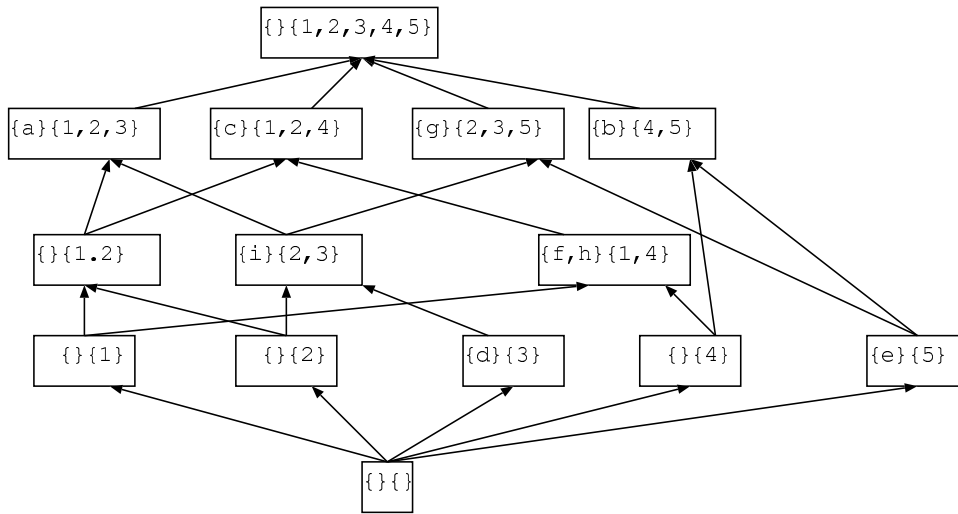 {}{1,2,3,4,5}
{a}{1,2,3}
{c}{1,2,4}
{g}{2,3,5}
{b}{4,5}
{}{1.2}
{i}{2,3}
{f,h}{1,4}
{}{1}
{}{2}
{d}{3}
{}{4}
{e}{5}
{}{}